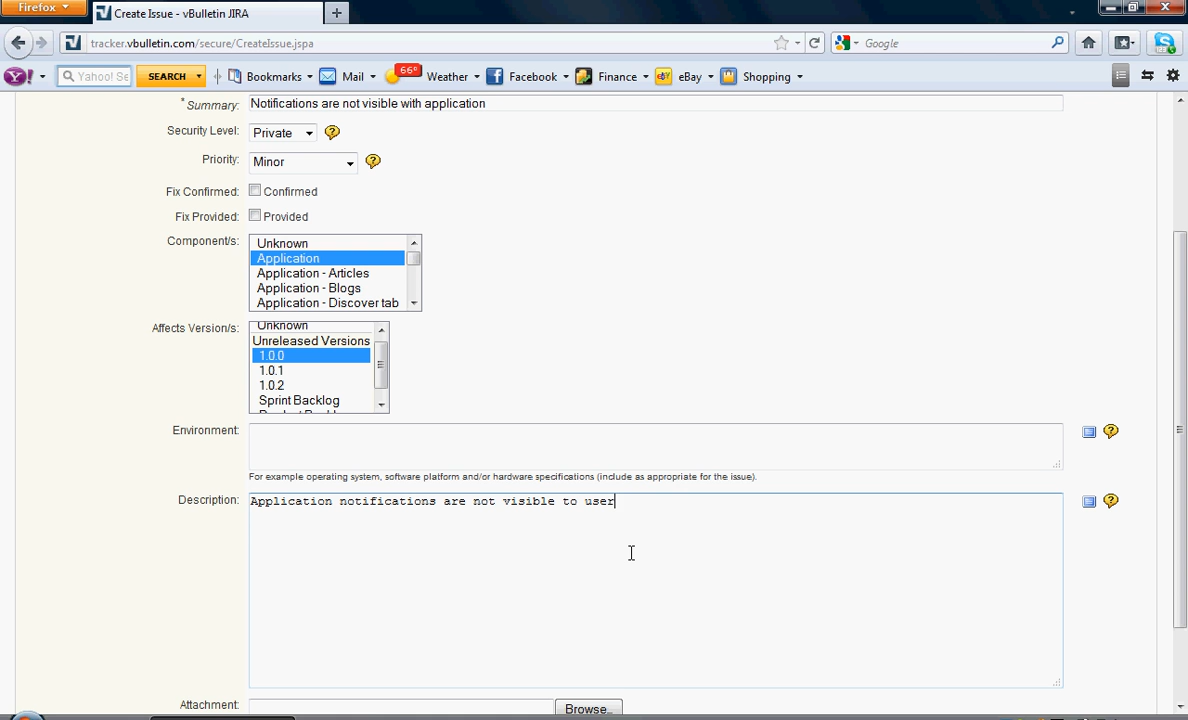 Firefox
Create Issue - vBulletin JIRA
tracker.vbulletin.com/secure/CreateIssue.jspa
Google
Yahoo! Se
SEARCH
Bookmarks
Mail
66°
Weather
Facebook
Finance
eBay
Shopping
* Summary:
Notifications are not visible with application
Security Level:
Private
Priority:
Minor
Fix Confirmed:
Confirmed
Fix Provided:
Provided
Component/s:
Unknown
Application
Application - Articles
Application - Blogs
Application - Discover tab
Affects Version/s:
Unknown
Unreleased Versions
1.0.0
1.0.1
1.0.2
Sprint Backlog
Environment:
For example operating system, software platform and/or hardware specifications (include as appropriate for the issue).
Description:
Application notifications are not visible to user
Attachment:
Browse...